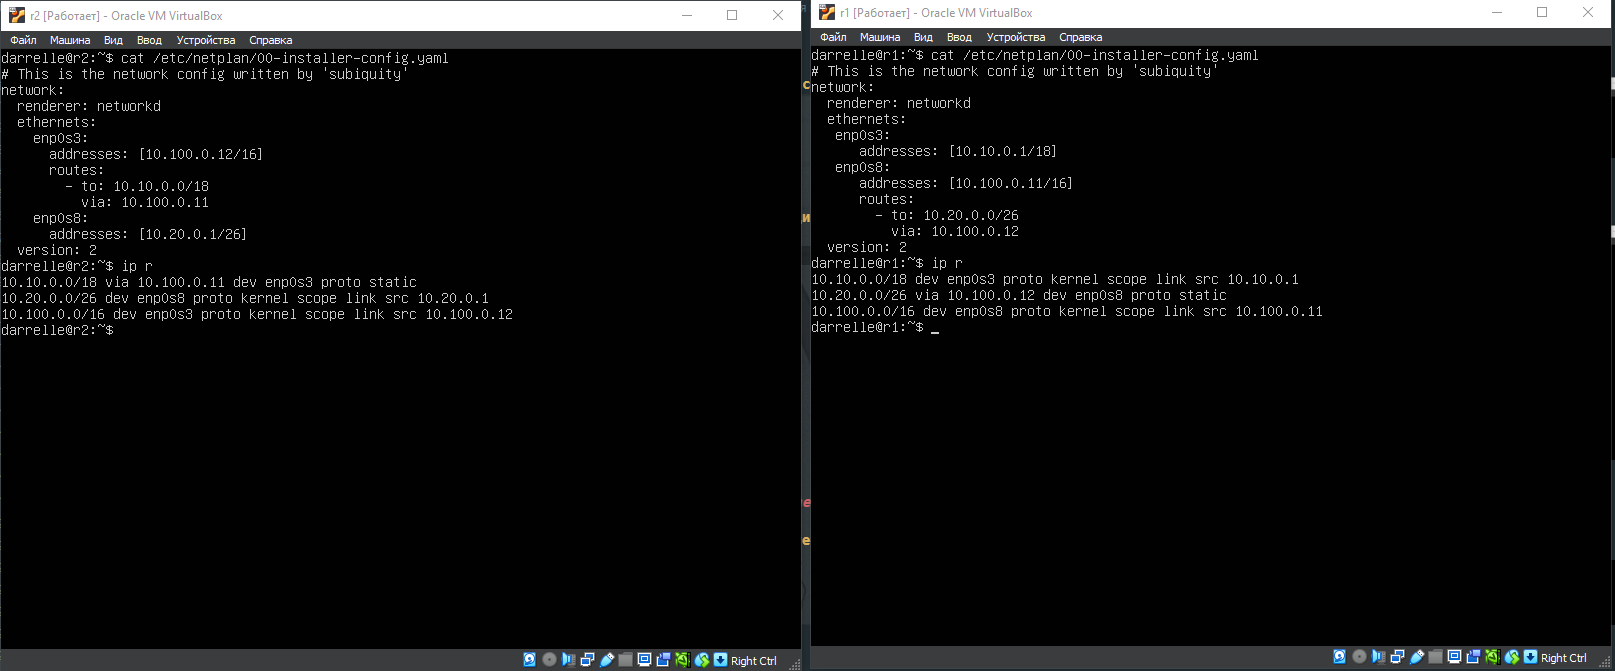 r2 [Работает] - Oracle VM VirtualBox
Файл Машина Вид Ввод Устройства Справка
darrelle@r2:~$ cat /etc/netplan/00-installer-config.yaml
# This is the network config written by 'subiquity'
network:
  renderer: networkd
  ethernets:
    enp0s3:
      addresses: [10.100.0.12/16]
      routes:
        - to: 10.10.0.0/18
          via: 10.100.0.11
    enp0s8:
      addresses: [10.20.0.1/26]
  version: 2
darrelle@r2:~$ ip r
10.10.0.0/18 via 10.100.0.11 dev enp0s3 proto static
10.20.0.0/26 dev enp0s8 proto kernel scope link src 10.20.0.1
10.100.0.0/16 dev enp0s3 proto kernel scope link src 10.100.0.12
darrelle@r2:~$
Right Ctrl
r1 [Работает] - Oracle VM VirtualBox
Файл Машина Вид Ввод Устройства Справка
darrelle@r1:~$ cat /etc/netplan/00-installer-config.yaml
# This is the network config written by 'subiquity'
network:
  renderer: networkd
  ethernets:
   enp0s3:
      addresses: [10.10.0.1/18]
   enp0s8:
      addresses: [10.100.0.11/16]
      routes:
        - to: 10.20.0.0/26
          via: 10.100.0.12
  version: 2
darrelle@r1:~$ ip r
10.10.0.0/18 dev enp0s3 proto kernel scope link src 10.10.0.1
10.20.0.0/26 via 10.100.0.12 dev enp0s8 proto static
10.100.0.0/16 dev enp0s8 proto kernel scope link src 10.100.0.11
darrelle@r1:~$ _
Right Ctrl